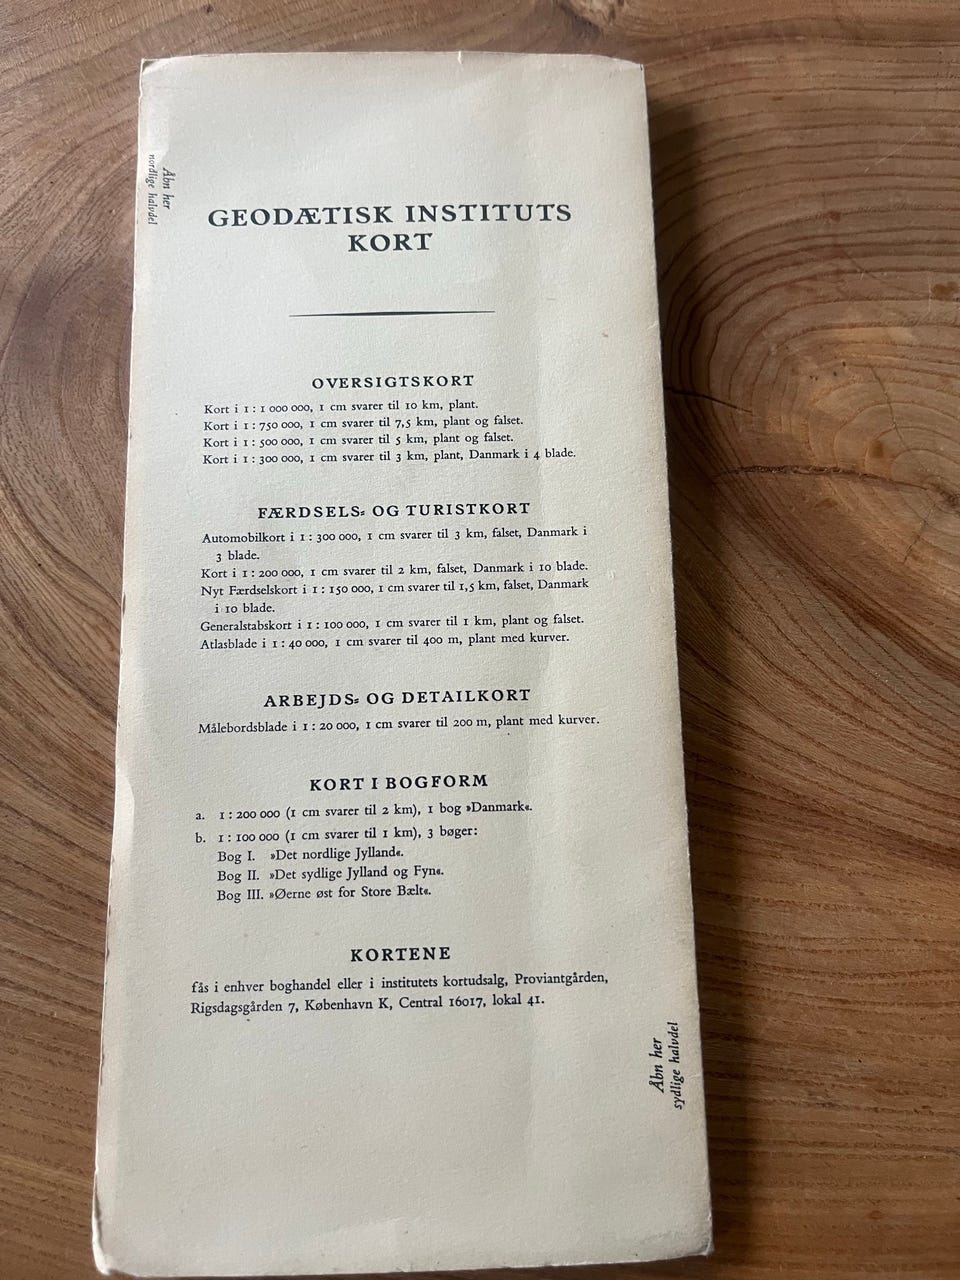 Åbn her
nordlige halvdel
GEODÆTISK INSTITUTS
KORT
OVERSIGTSKORT
Kort i 1 : 1 000 000, 1 cm svarer til 10 km, plant.
Kort i 1 : 750 000, 1 cm svarer til 7,5 km, plant og falset.
Kort i 1 : 500 000, 1 cm svarer til 5 km, plant og falset.
Kort i 1 : 300 000, 1 cm svarer til 3 km, plant, Danmark i 4 blade.
FÆRDSELS- OG TURISTKORT
Automobilkort i 1 : 300 000, 1 cm svarer til 3 km, falset, Danmark i
3 blade.
Kort i 1 : 200 000, 1 cm svarer til 2 km, falset, Danmark i 10 blade.
Nyt Færdselskort i 1 : 150 000, 1 cm svarer til 1,5 km, falset, Danmark
i 10 blade.
Generalstabskort i 1 : 100 000, 1 cm svarer til 1 km, plant og falset.
Atlasblade i 1 : 40 000, 1 cm svarer til 400 m, plant med kurver.
ARBEJDS- OG DETAILKORT
Målebordsblade i 1 : 20 000, 1 cm svarer til 200 m, plant med kurver.
KORT I BOGFORM
a. 1 : 200 000 (1 cm svarer til 2 km), 1 bog »Danmark«.
b. 1 : 100 000 (1 cm svarer til 1 km), 3 bøger:
Bog I. »Det nordlige Jylland«.
Bog II. »Det sydlige Jylland og Fyn«.
Bog III. »Øerne øst for Store Bælt«.
KORTENE
fås i enhver boghandel eller i institutets kortudsalg, Proviantgården,
Rigsdagsgården 7, København K, Central 16017, lokal 41.
Åbn her
sydlige halvdel